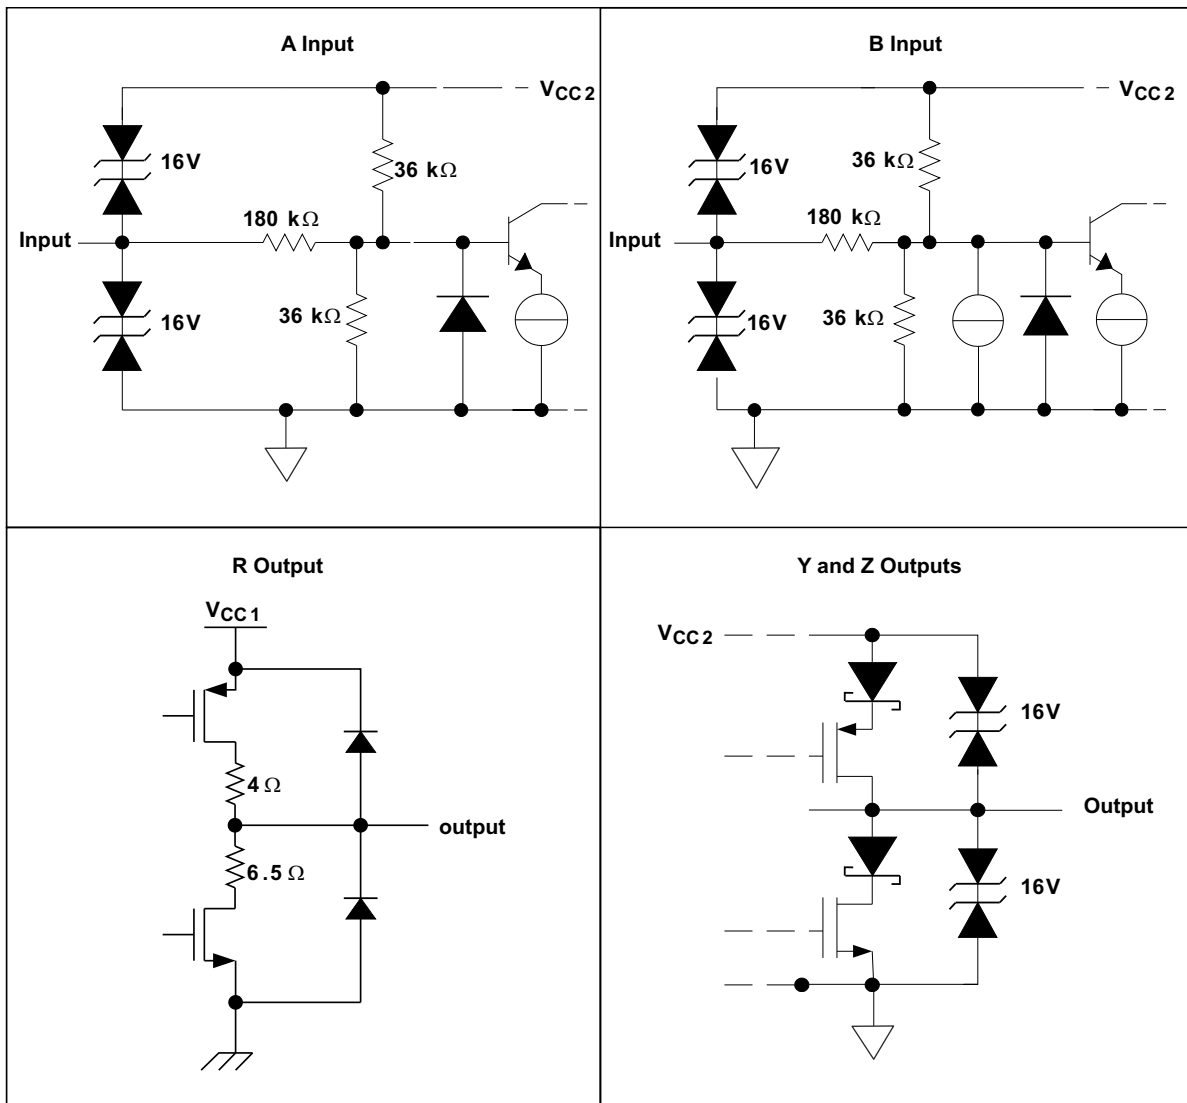 A Input
VCC 2
16V
36 kΩ
180 kΩ
Input
16V
36 kΩ
B Input
VCC 2
16V
36 kΩ
180 kΩ
Input
16V
36 kΩ
R Output
VCC 1
4 Ω
output
6.5 Ω
Y and Z Outputs
VCC 2
16V
Output
16V